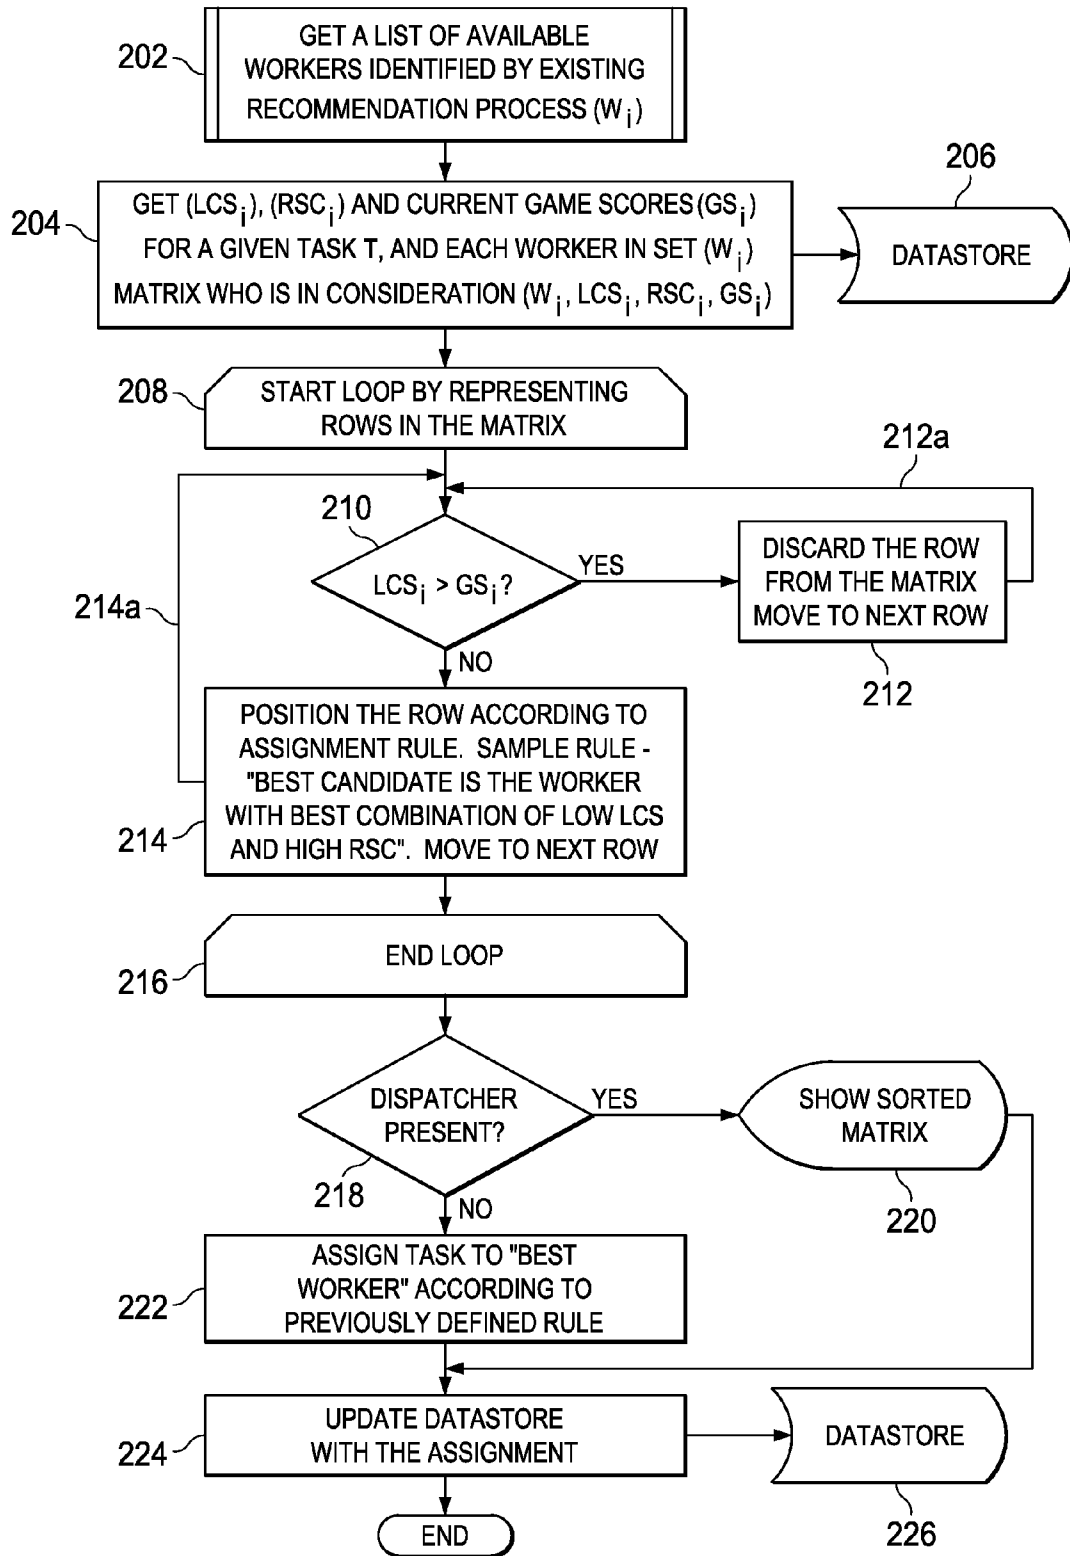 GET A LIST OF AVAILABLE
WORKERS IDENTIFIED BY EXISTING
RECOMMENDATION PROCESS (Wi)
202
GET (LCSi), (RSCi) AND CURRENT GAME SCORES (GSi)
FOR A GIVEN TASK T, AND EACH WORKER IN SET (Wi)
MATRIX WHO IS IN CONSIDERATION (Wi, LCSi, RSCi, GSi)
204
206
DATASTORE
START LOOP BY REPRESENTING
ROWS IN THE MATRIX
208
212a
210
LCSi > GSi?
YES
DISCARD THE ROW
FROM THE MATRIX
MOVE TO NEXT ROW
212
214a
NO
POSITION THE ROW ACCORDING TO
ASSIGNMENT RULE. SAMPLE RULE -
"BEST CANDIDATE IS THE WORKER
WITH BEST COMBINATION OF LOW LCS
AND HIGH RSC". MOVE TO NEXT ROW
214
END LOOP
216
DISPATCHER
PRESENT?
218
YES
SHOW SORTED
MATRIX
220
NO
ASSIGN TASK TO "BEST
WORKER" ACCORDING TO
PREVIOUSLY DEFINED RULE
222
UPDATE DATASTORE
WITH THE ASSIGNMENT
224
DATASTORE
226
END